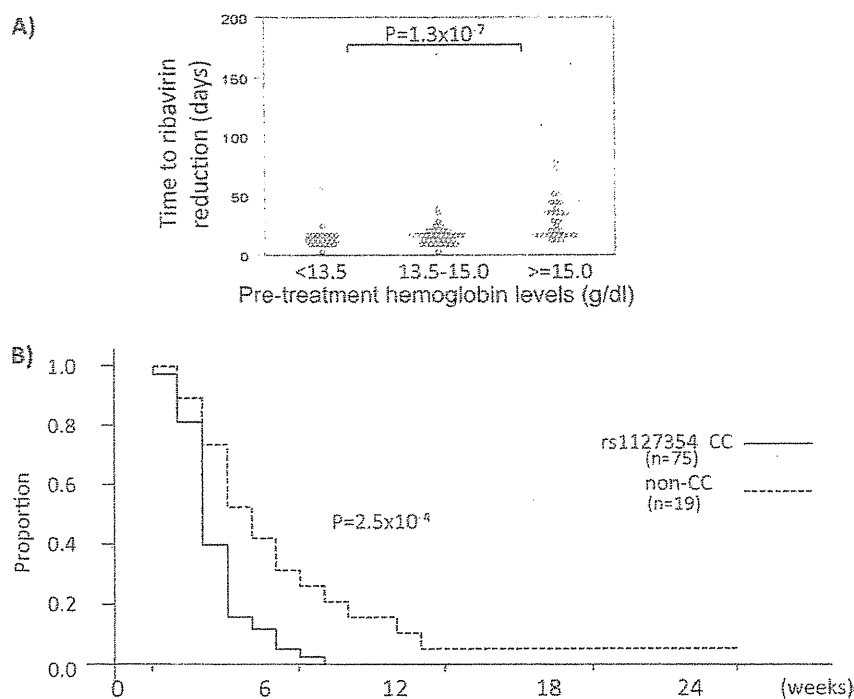 A)
Time to ribavirin reduction (days)
200
150
100
50
0
P=1.3x10-7
<13.5 13.5-15.0 >=15.0
Pre-treatment hemoglobin levels (g/dl)
B)
Proportion
1.0
0.8
0.6
0.4
0.2
0.0
rs1127354 CC
(n=75)
non-CC
(n=19)
P=2.5x10-4
0 6 12 18 24 (weeks)